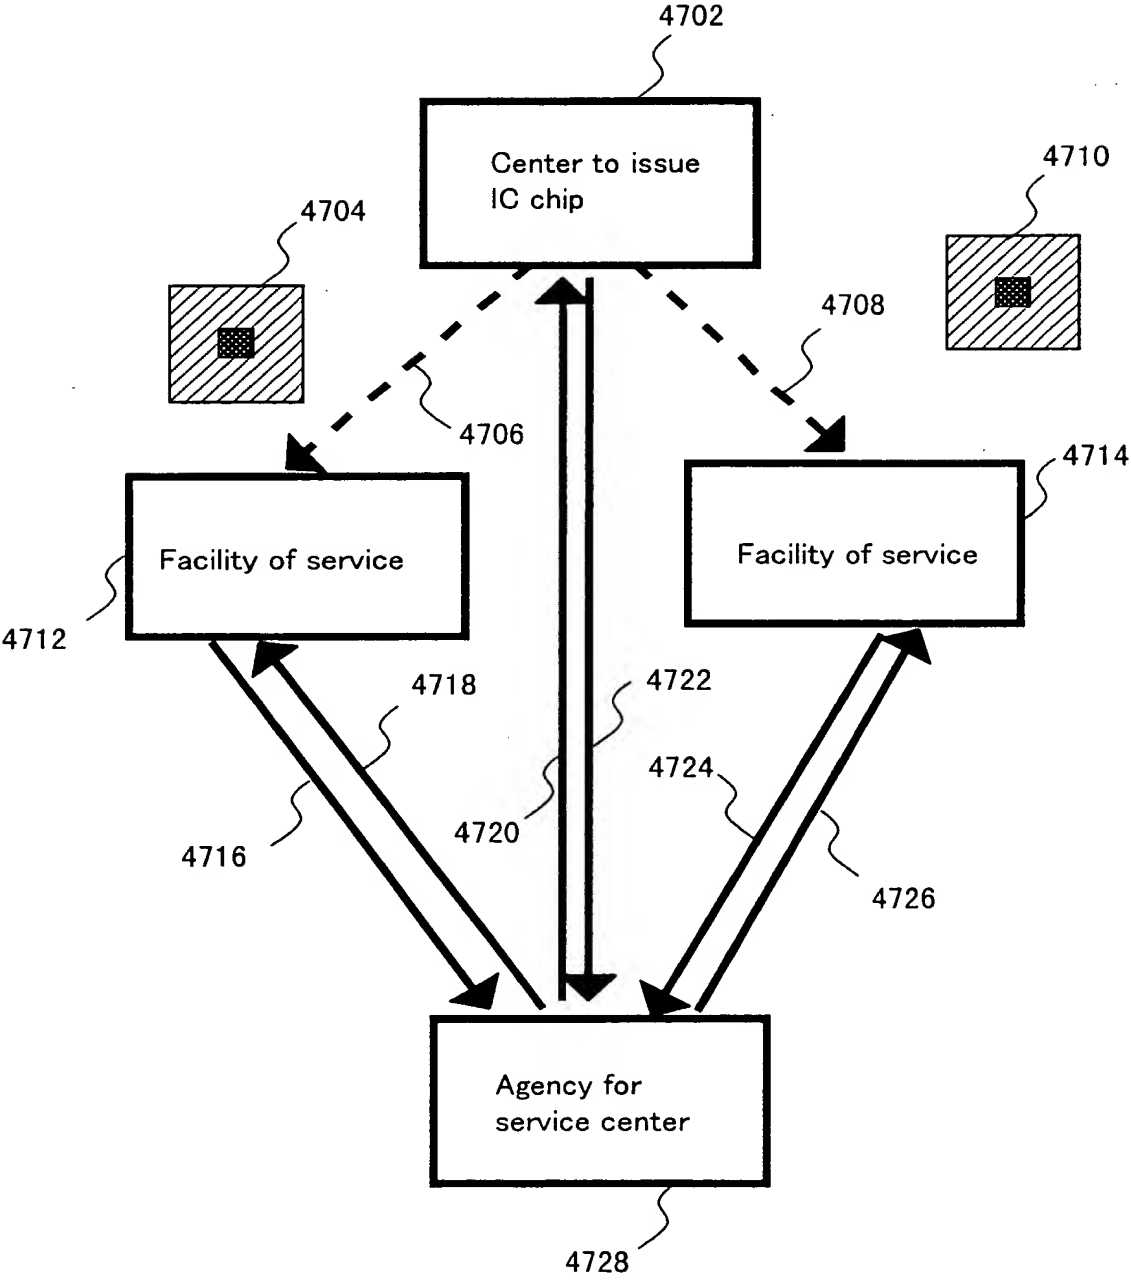 4702
Center to issue
IC chip
4710
4704
4708
4706
4714
Facility of service
Facility of service
4712
4718
4722
4724
4720
4716
4726
Agency for
service center
4728